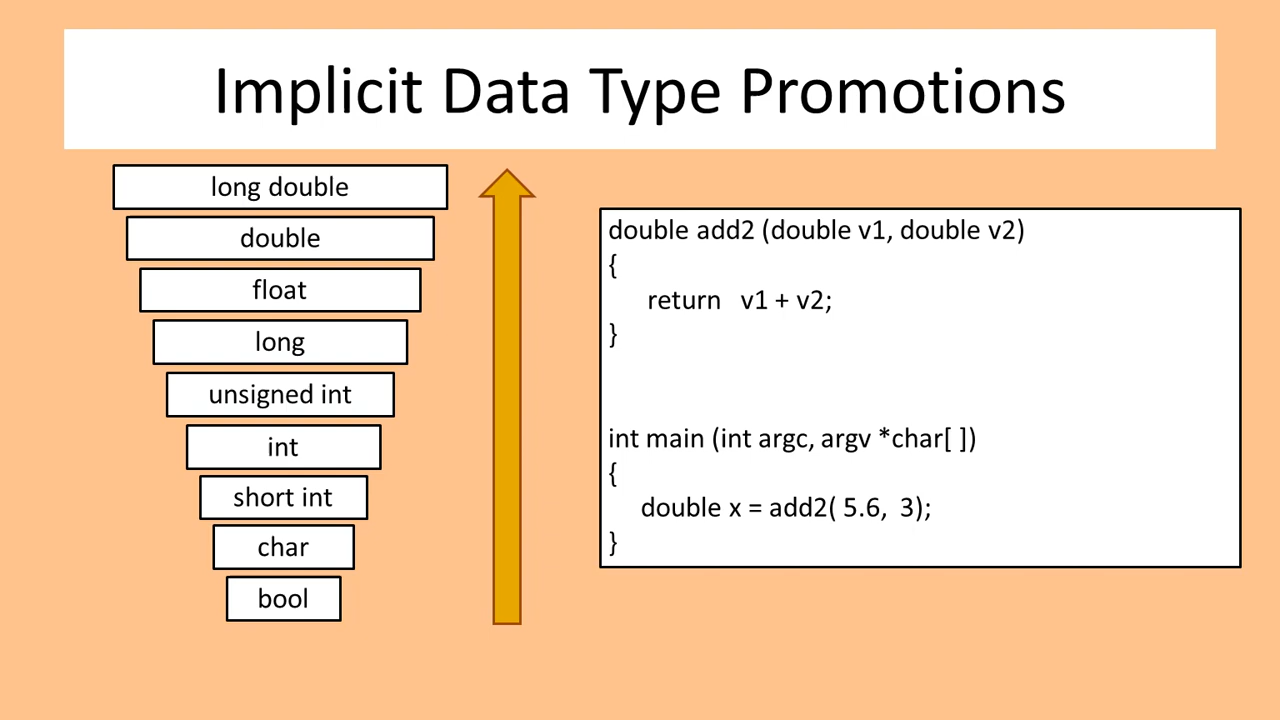 Implicit Data Type Promotions
long double
double
float
long
unsigned int
int
short int
char
bool
double add2 (double v1, double v2)
{
return v1 + v2;
}
int main (int argc, argv *char[ ])
{
double x = add2( 5.6, 3);
}